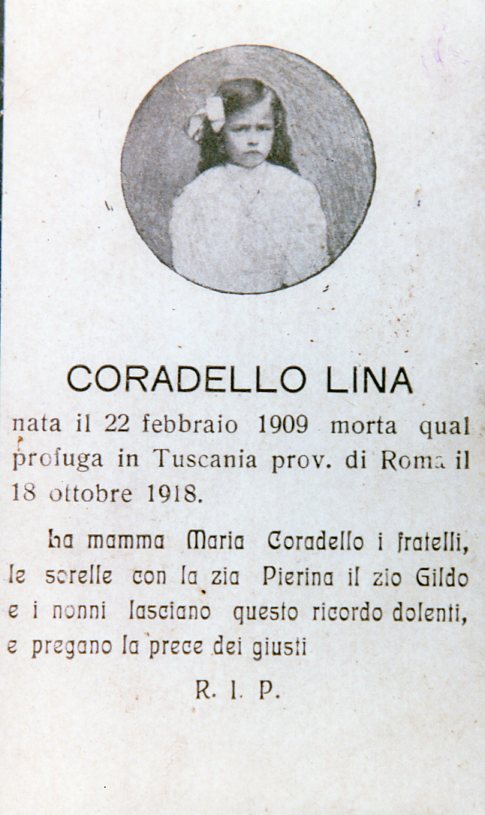 CORADELLO LINA
nata il 22 febbraio 1909 morta qual
profuga in Tuscania prov. di Roma il
18 ottobre 1918.
La mamma Maria Coradello i fratelli,
le sorelle con la zia Pierina il zio Gildo
e i nonni lasciano questo ricordo dolenti,
e pregano la prece dei giusti
R. I. P.